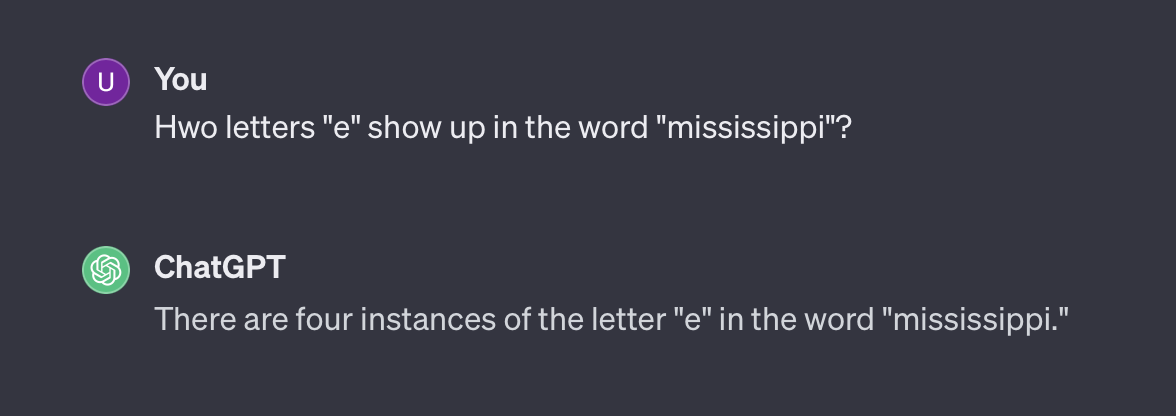 U
You
Hwo letters "e" show up in the word "mississippi"?
ChatGPT
There are four instances of the letter "e" in the word "mississippi."